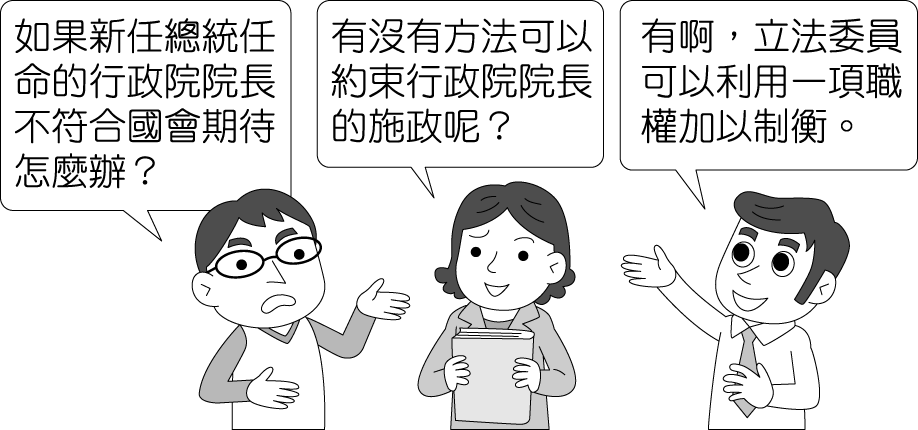 如果新任總統任
命的行政院院長
不符合國會期待
怎麼辦？
有沒有方法可以
約束行政院院長
的施政呢？
有啊，立法委員
可以利用一項職
權加以制衡。